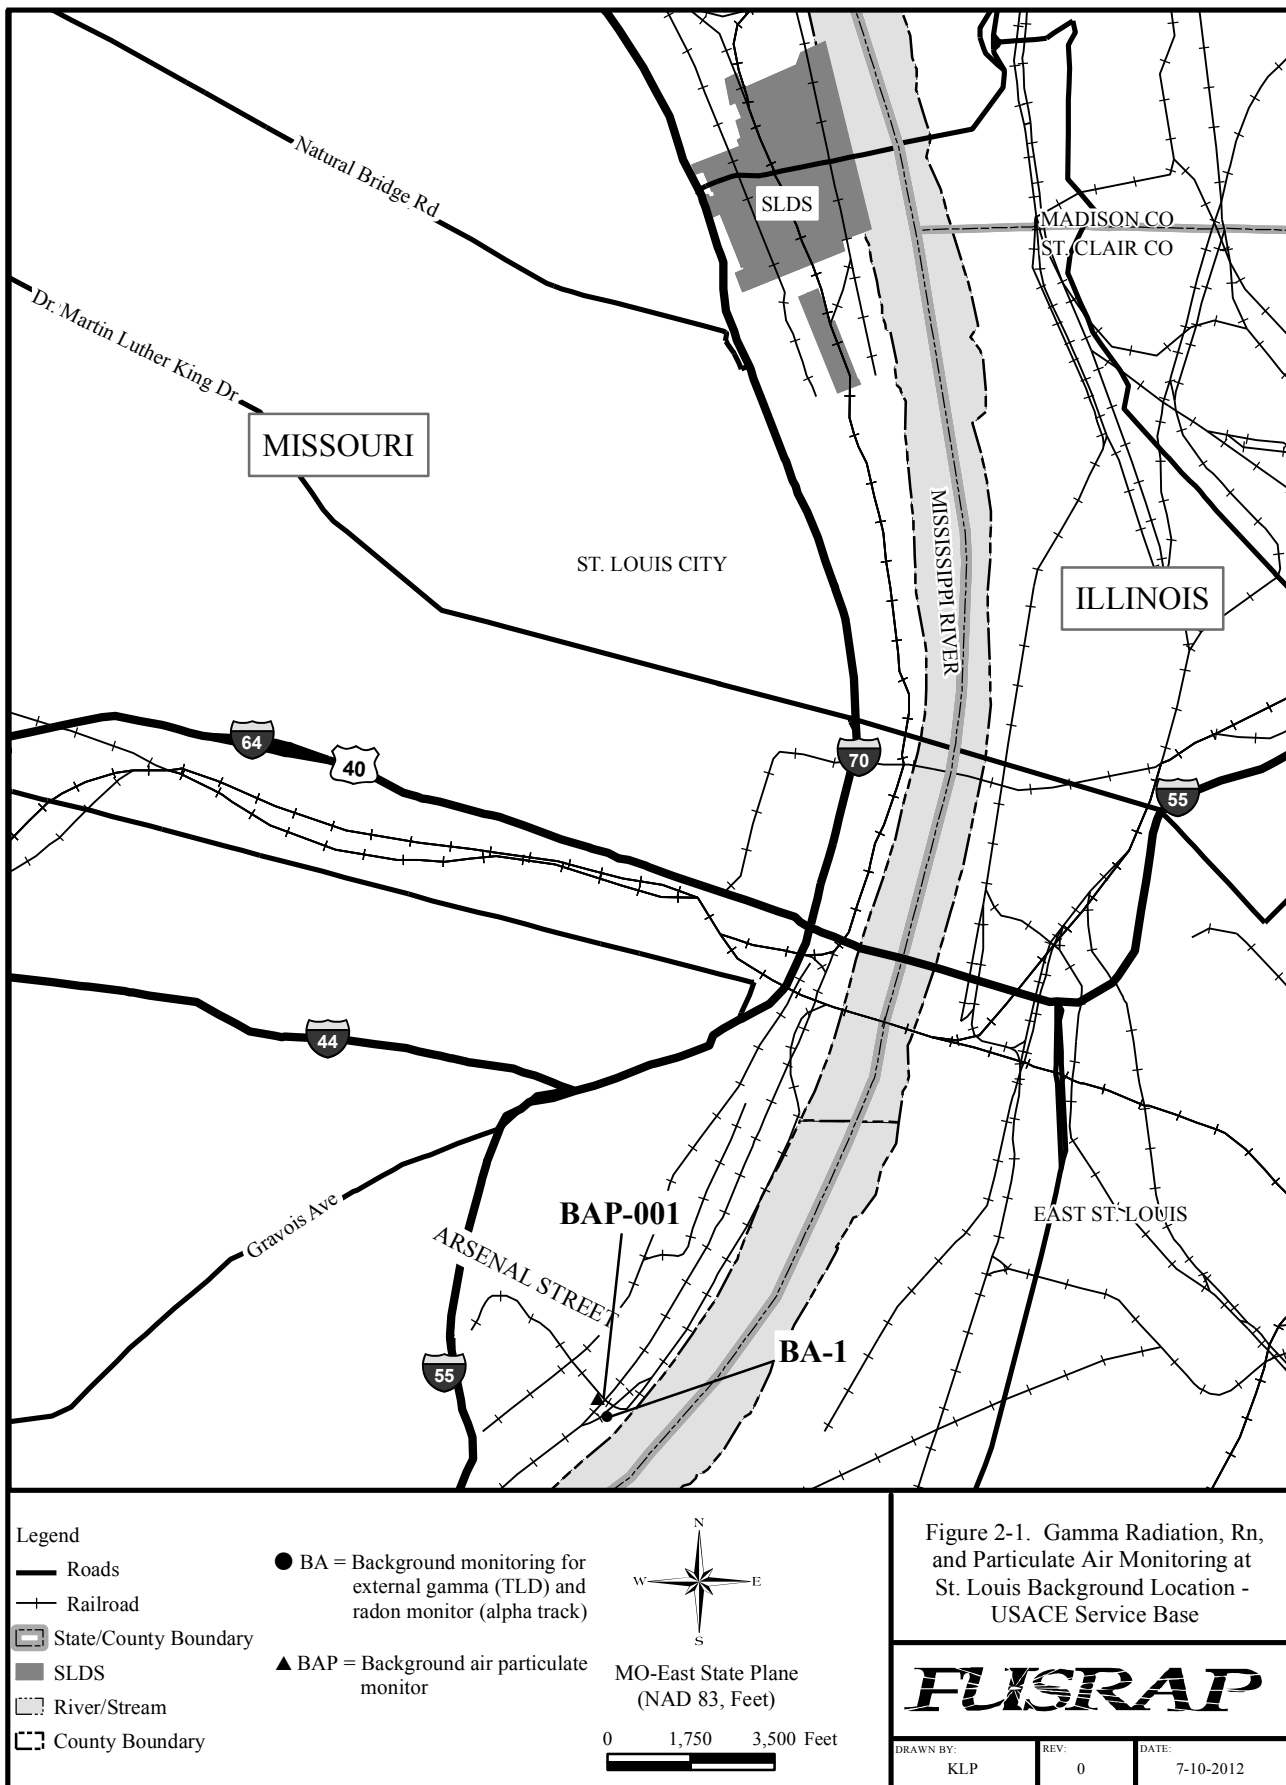 Natural Bridge Rd
SLDS
MADISON CO
ST. CLAIR CO
Dr. Martin Luther King Dr
MISSOURI
MISSISSIPPI RIVER
ST. LOUIS CITY
ILLINOIS
64
40
70
55
44
Gravois Ave
BAP-001
ARSENAL STREET
EAST ST. LOUIS
BA-1
55
Legend
Roads
Railroad
State/County Boundary
SLDS
River/Stream
County Boundary
BA = Background monitoring for
external gamma (TLD) and
radon monitor (alpha track)
BAP = Background air particulate
monitor
N
W E
S
MO-East State Plane
(NAD 83, Feet)
0 1,750 3,500 Feet
Figure 2-1. Gamma Radiation, Rn,
and Particulate Air Monitoring at
St. Louis Background Location -
USACE Service Base
FUSRAP
DRAWN BY: REV: DATE:
KLP 0 7-10-2012